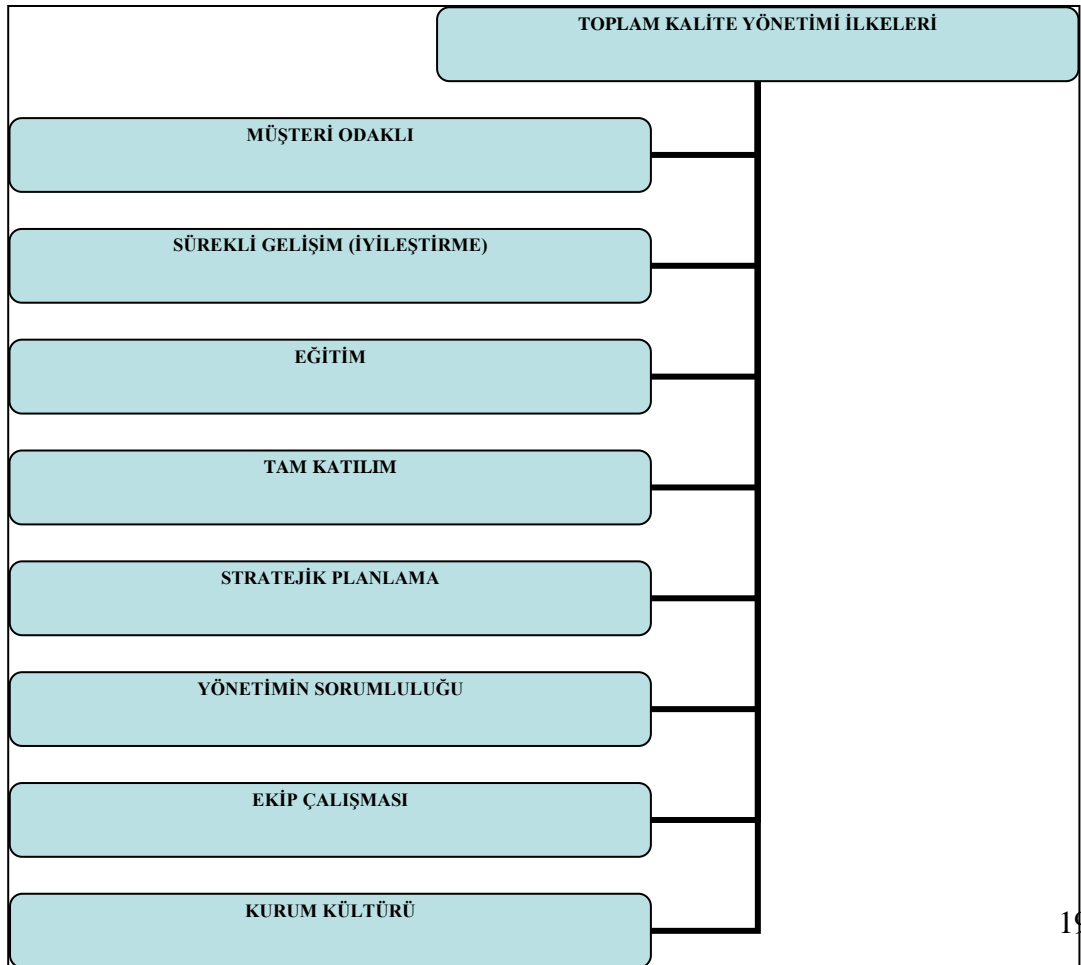 TOPLAM KALİTE YÖNETİMİ İLKELERİ
MÜŞTERİ ODAKLI
SÜREKLİ GELİŞİM (İYİLEŞTİRME)
EĞİTİM
TAM KATILIM
STRATEJİK PLANLAMA
YÖNETİMİN SORUMLULUĞU
EKİP ÇALIŞMASI
KURUM KÜLTÜRÜ